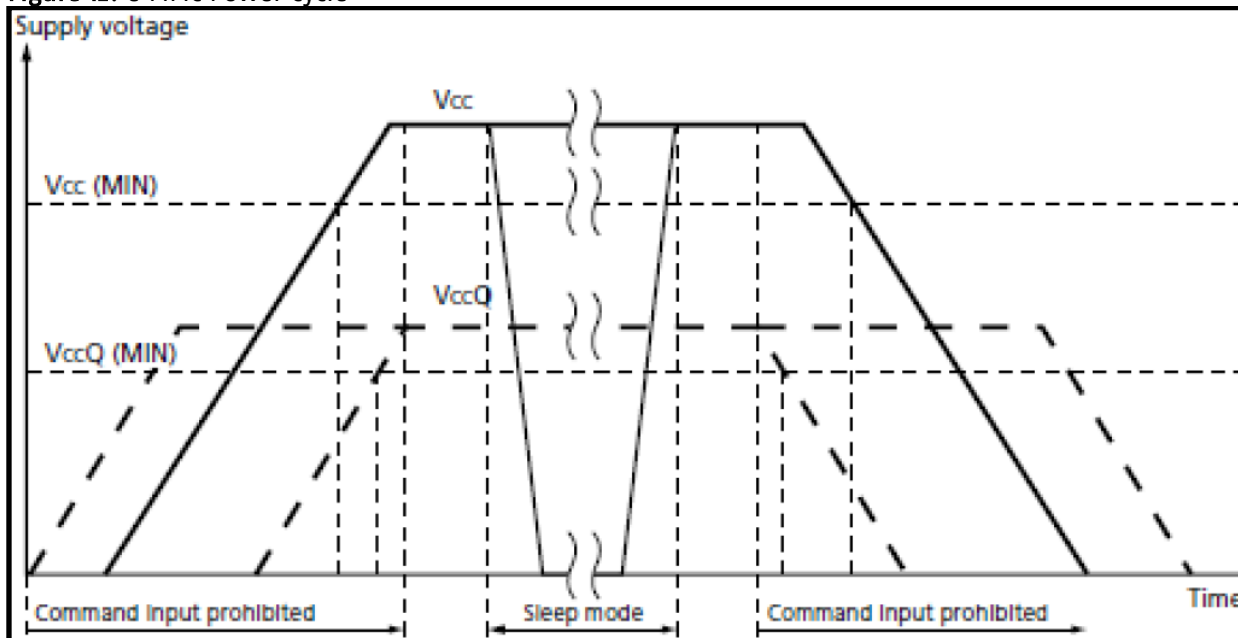 Supply voltage
Vcc
Vcc (MIN)
VccQ
VccQ (MIN)
Time
Command input prohibited
Sleep mode
Command input prohibited